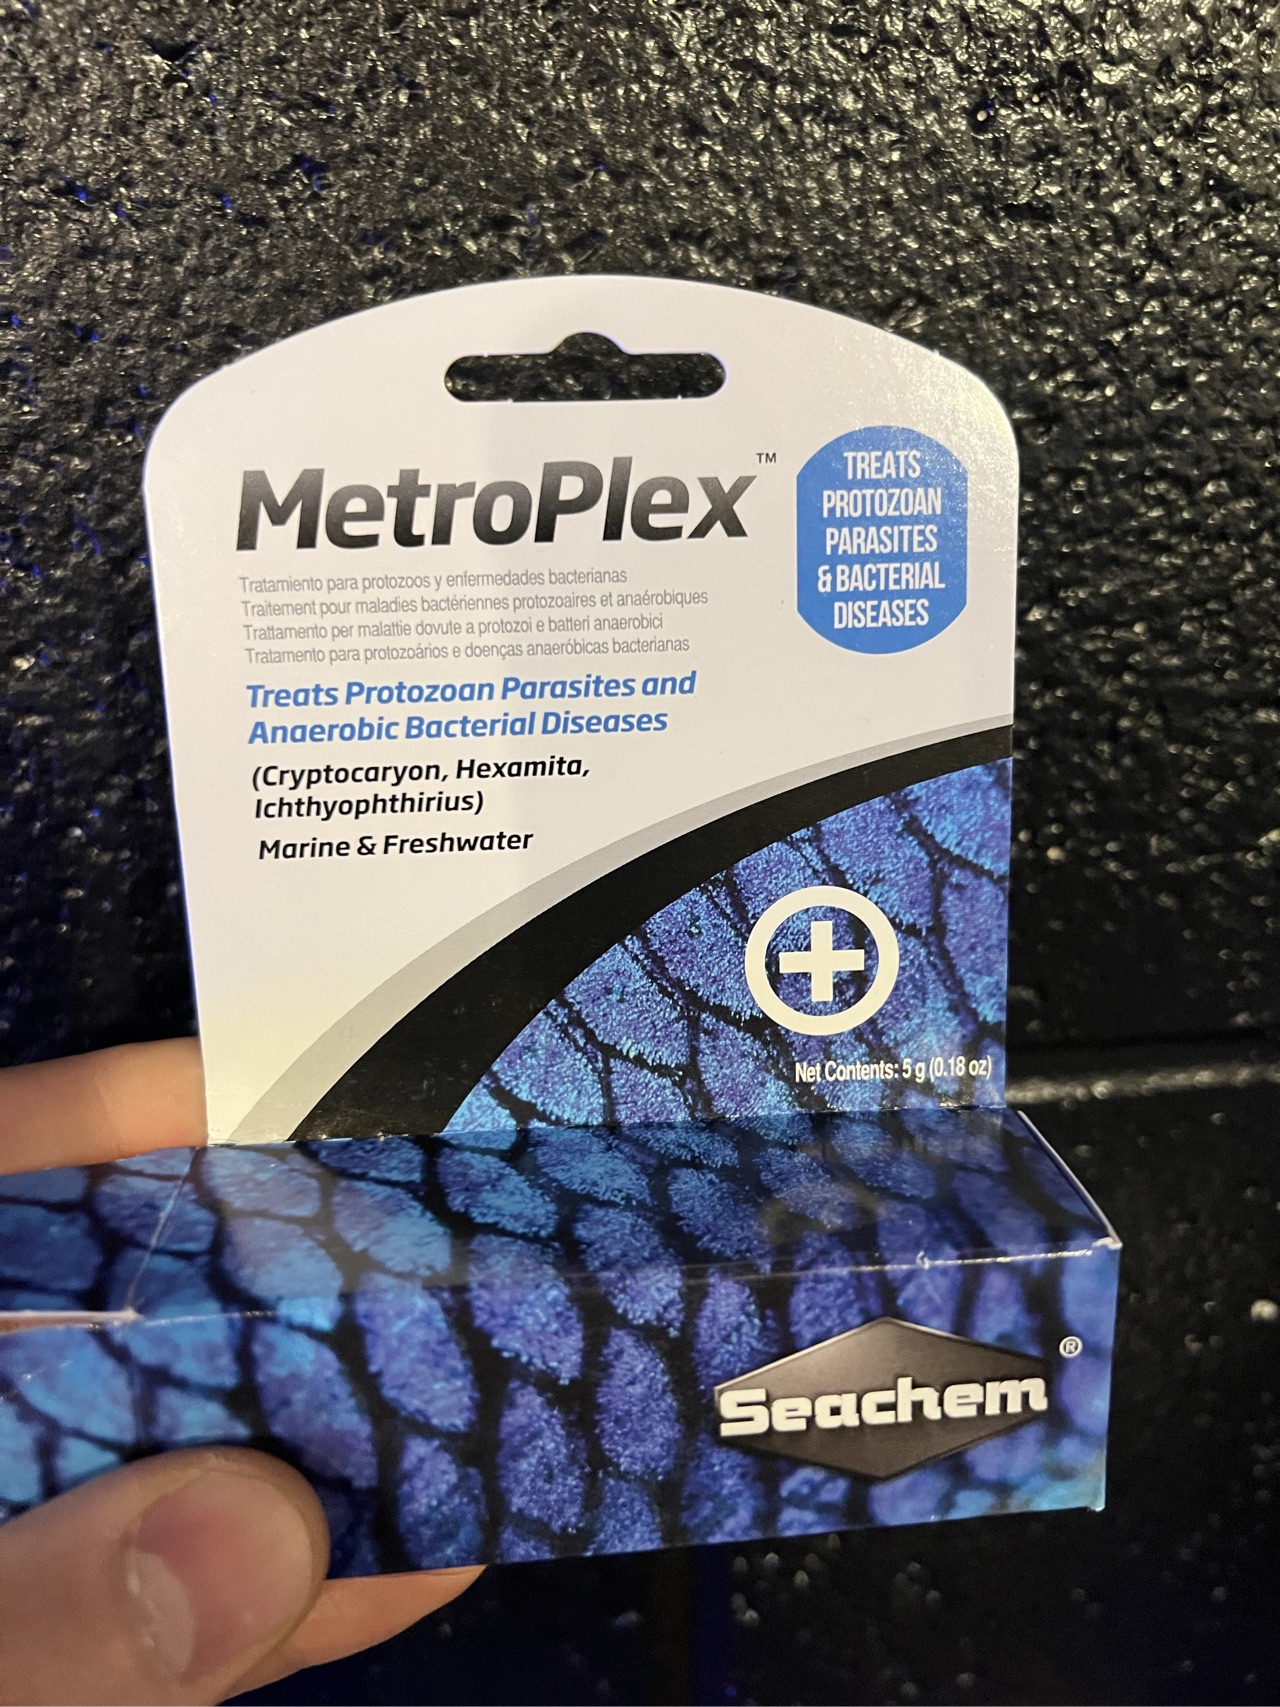 MetroPlex™
TREATS
PROTOZOAN
PARASITES
& BACTERIAL
DISEASES
Tratamiento para protozoos y enfermedades bacterianas
Traitement pour maladies bactériennes protozoaires et anaérobiques
Trattamento per malattie dovute a protozoi e batteri anaerobici
Tratamento para protozoários e doenças anaeróbicas bacterianas
Treats Protozoan Parasites and
Anaerobic Bacterial Diseases
(Cryptocaryon, Hexamita,
Ichthyophthirius)
Marine & Freshwater
Net Contents: 5 g (0.18 oz)
Seachem®